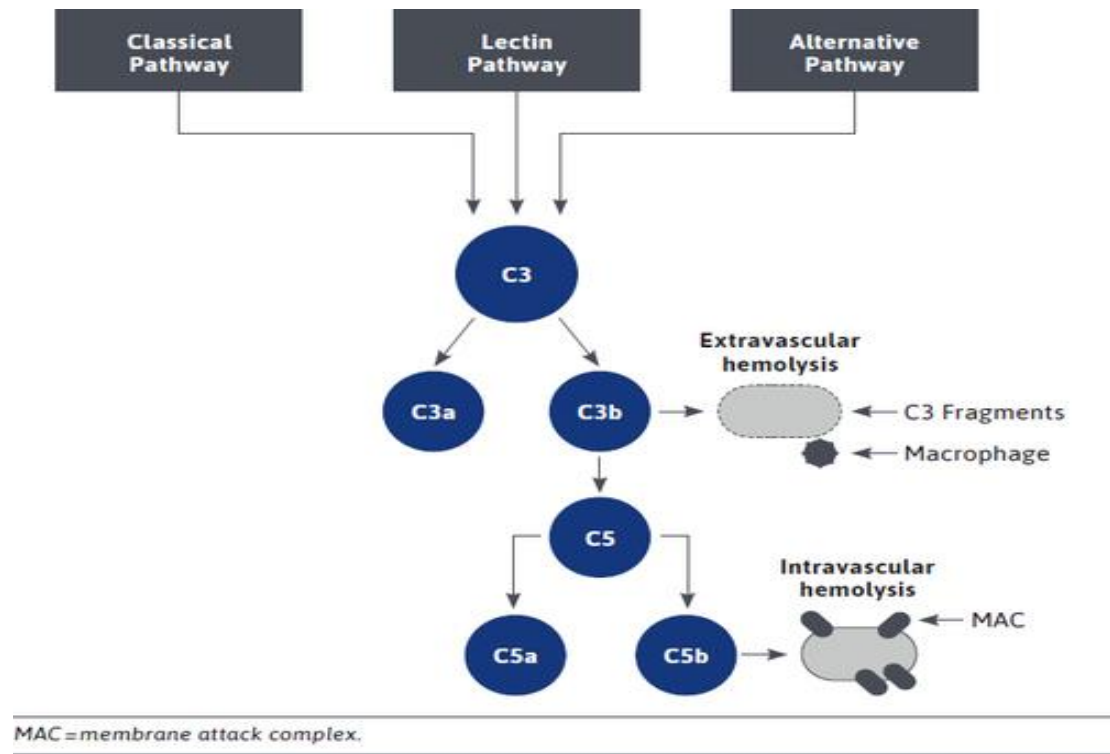 Classical
Pathway
Lectin
Pathway
Alternative
Pathway
C3
Extravascular
hemolysis
C3a
C3b
C3 Fragments
Macrophage
C5
Intravascular
hemolysis
MAC
C5a
C5b
MAC=membrane attack complex.